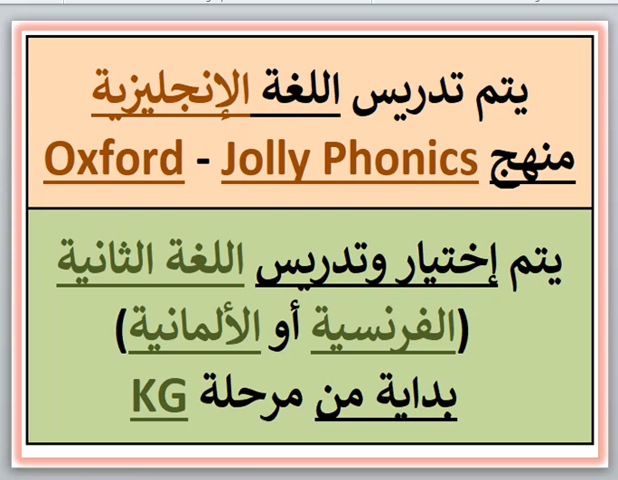 يتم تدريس اللغة الإنجليزية
منهج Oxford - Jolly Phonics
يتم إختيار وتدريس اللغة الثانية
(الفرنسية أو الألمانية)
بداية من مرحلة KG